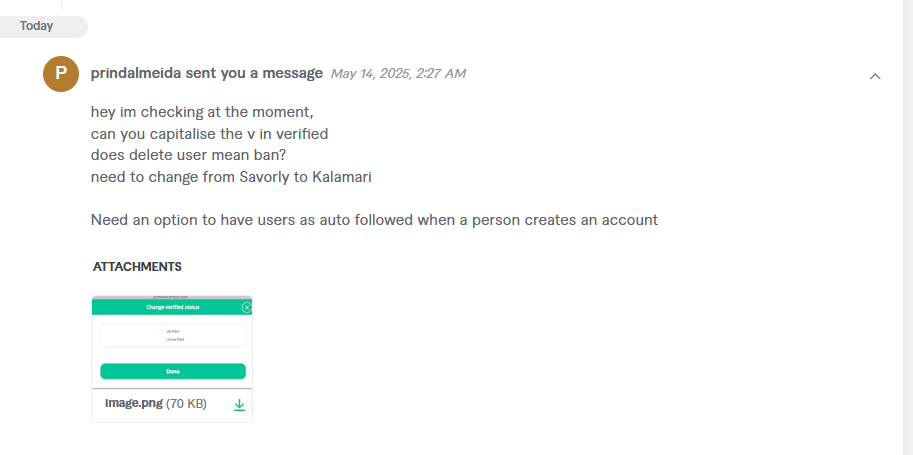 Today
P
prindalmeida sent you a message May 14, 2025, 2:27 AM
hey im checking at the moment,
can you capitalise the v in verified
does delete user mean ban?
need to change from Savorly to Kalamari
Need an option to have users as auto followed when a person creates an account
ATTACHMENTS
Change verified status
verified
Unverified
Done
Image.png (70 KB)